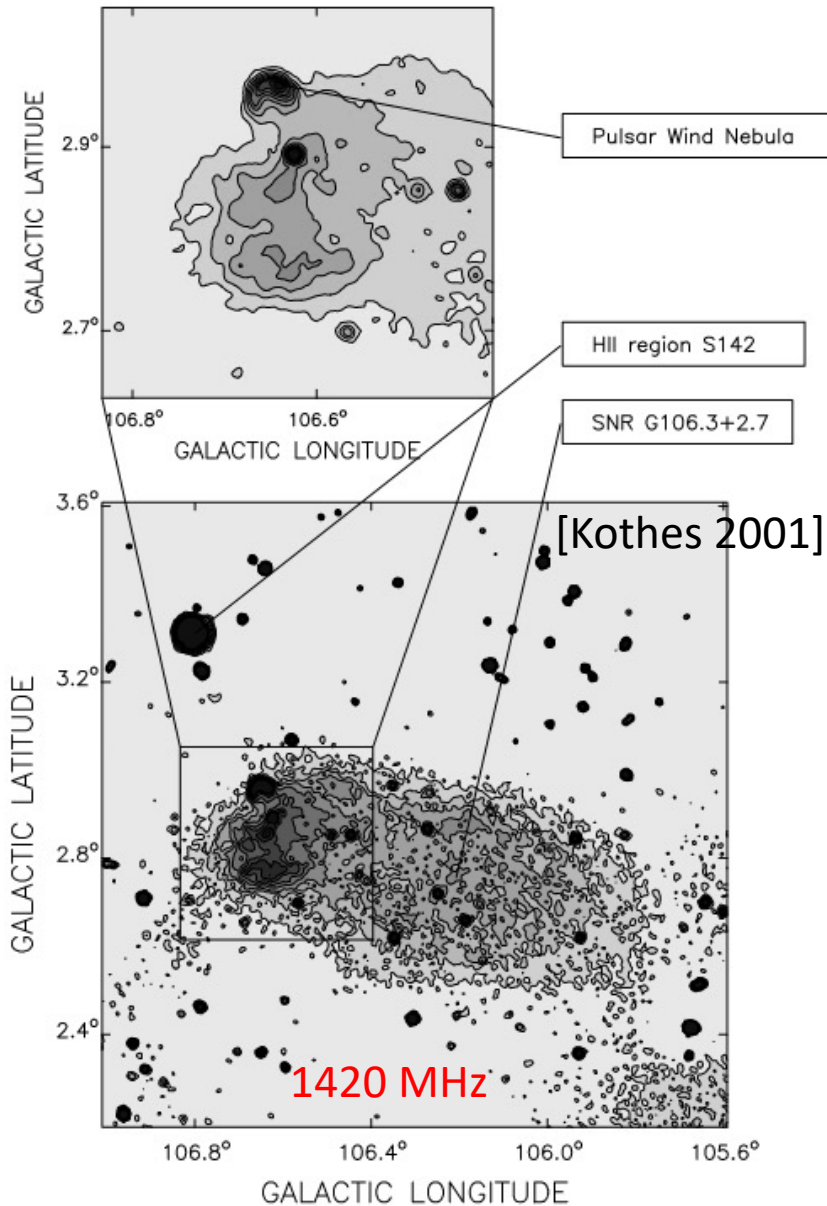 GALACTIC LATITUDE
2.9°
2.7°
106.8°
106.6°
GALACTIC LONGITUDE
Pulsar Wind Nebula
HII region S142
SNR G106.3+2.7
[Kothes 2001]
GALACTIC LATITUDE
3.6°
3.2°
2.8°
2.4°
1420 MHz
106.8°
106.4°
106.0°
105.6°
GALACTIC LONGITUDE